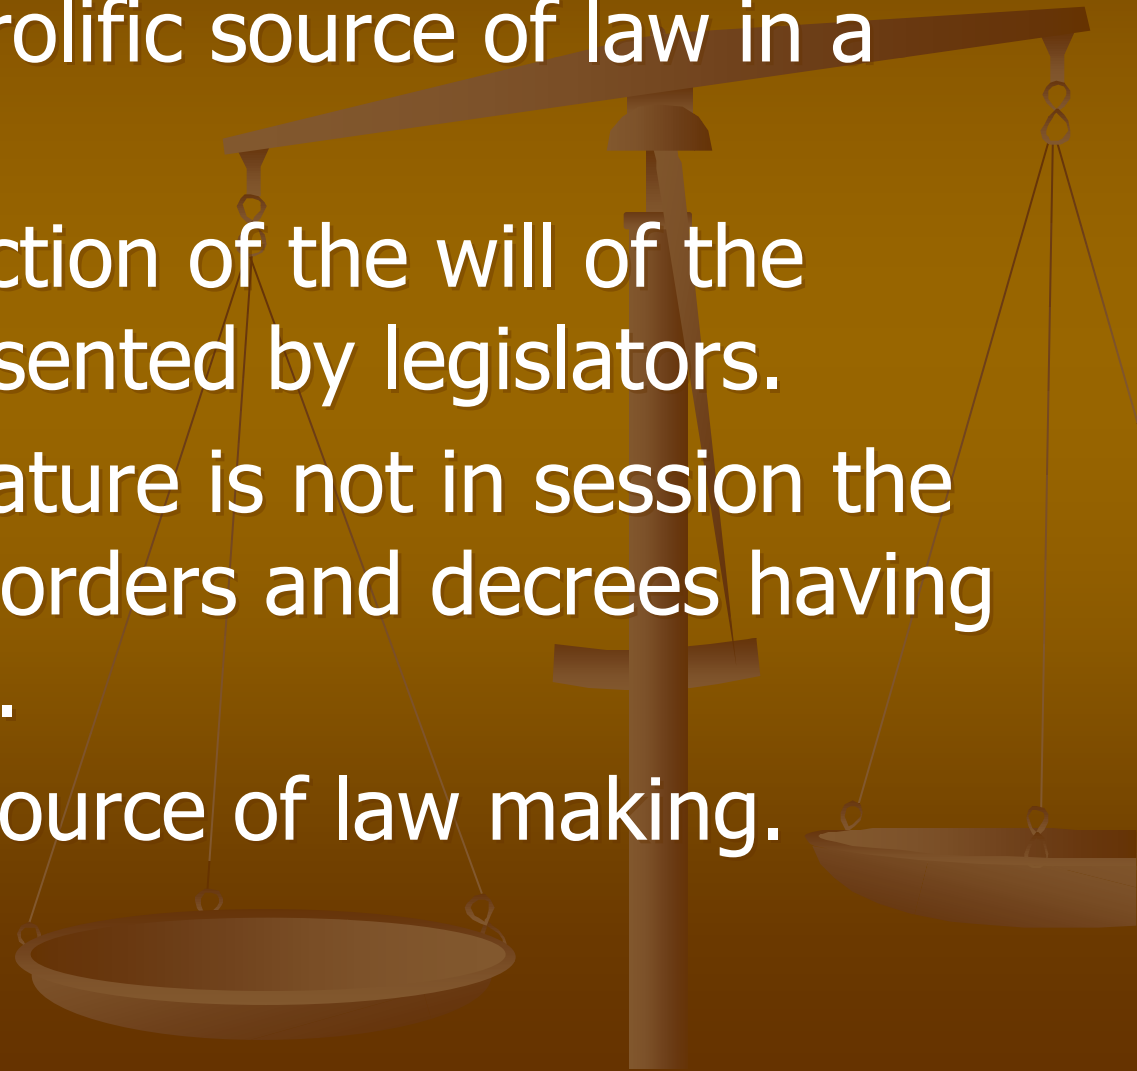 rolific source of law in a
ction of the will of the
sented by legislators.
ature is not in session the
orders and decrees having
.
ource of law making.